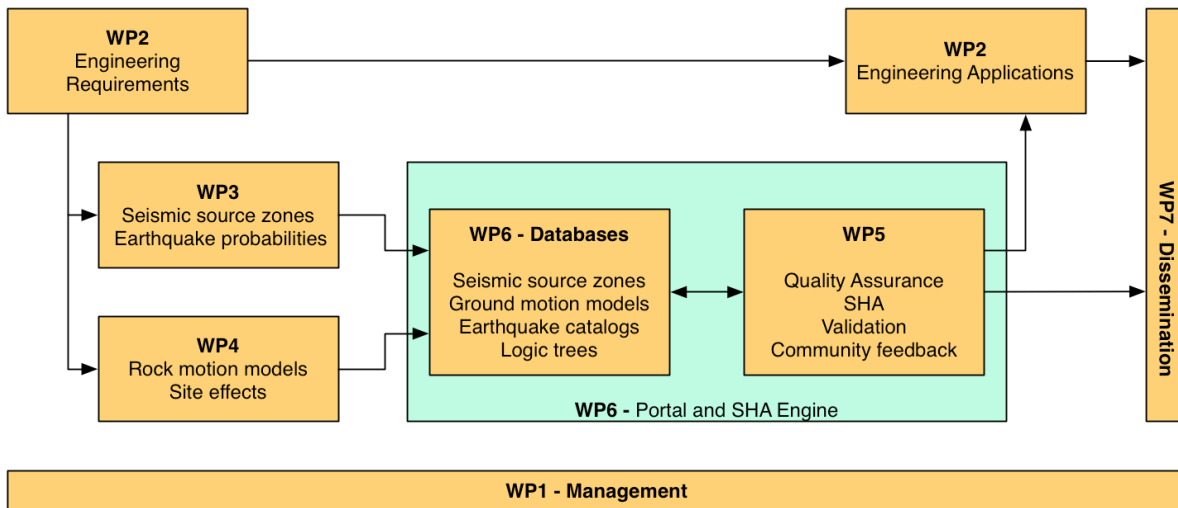 WP2
Engineering
Requirements
WP2
Engineering Applications
WP3
Seismic source zones
Earthquake probabilities
WP4
Rock motion models
Site effects
WP6 - Databases
Seismic source zones
Ground motion models
Earthquake catalogs
Logic trees
WP5
Quality Assurance
SHA
Validation
Community feedback
WP6 - Portal and SHA Engine
WP7 - Dissemination
WP1 - Management